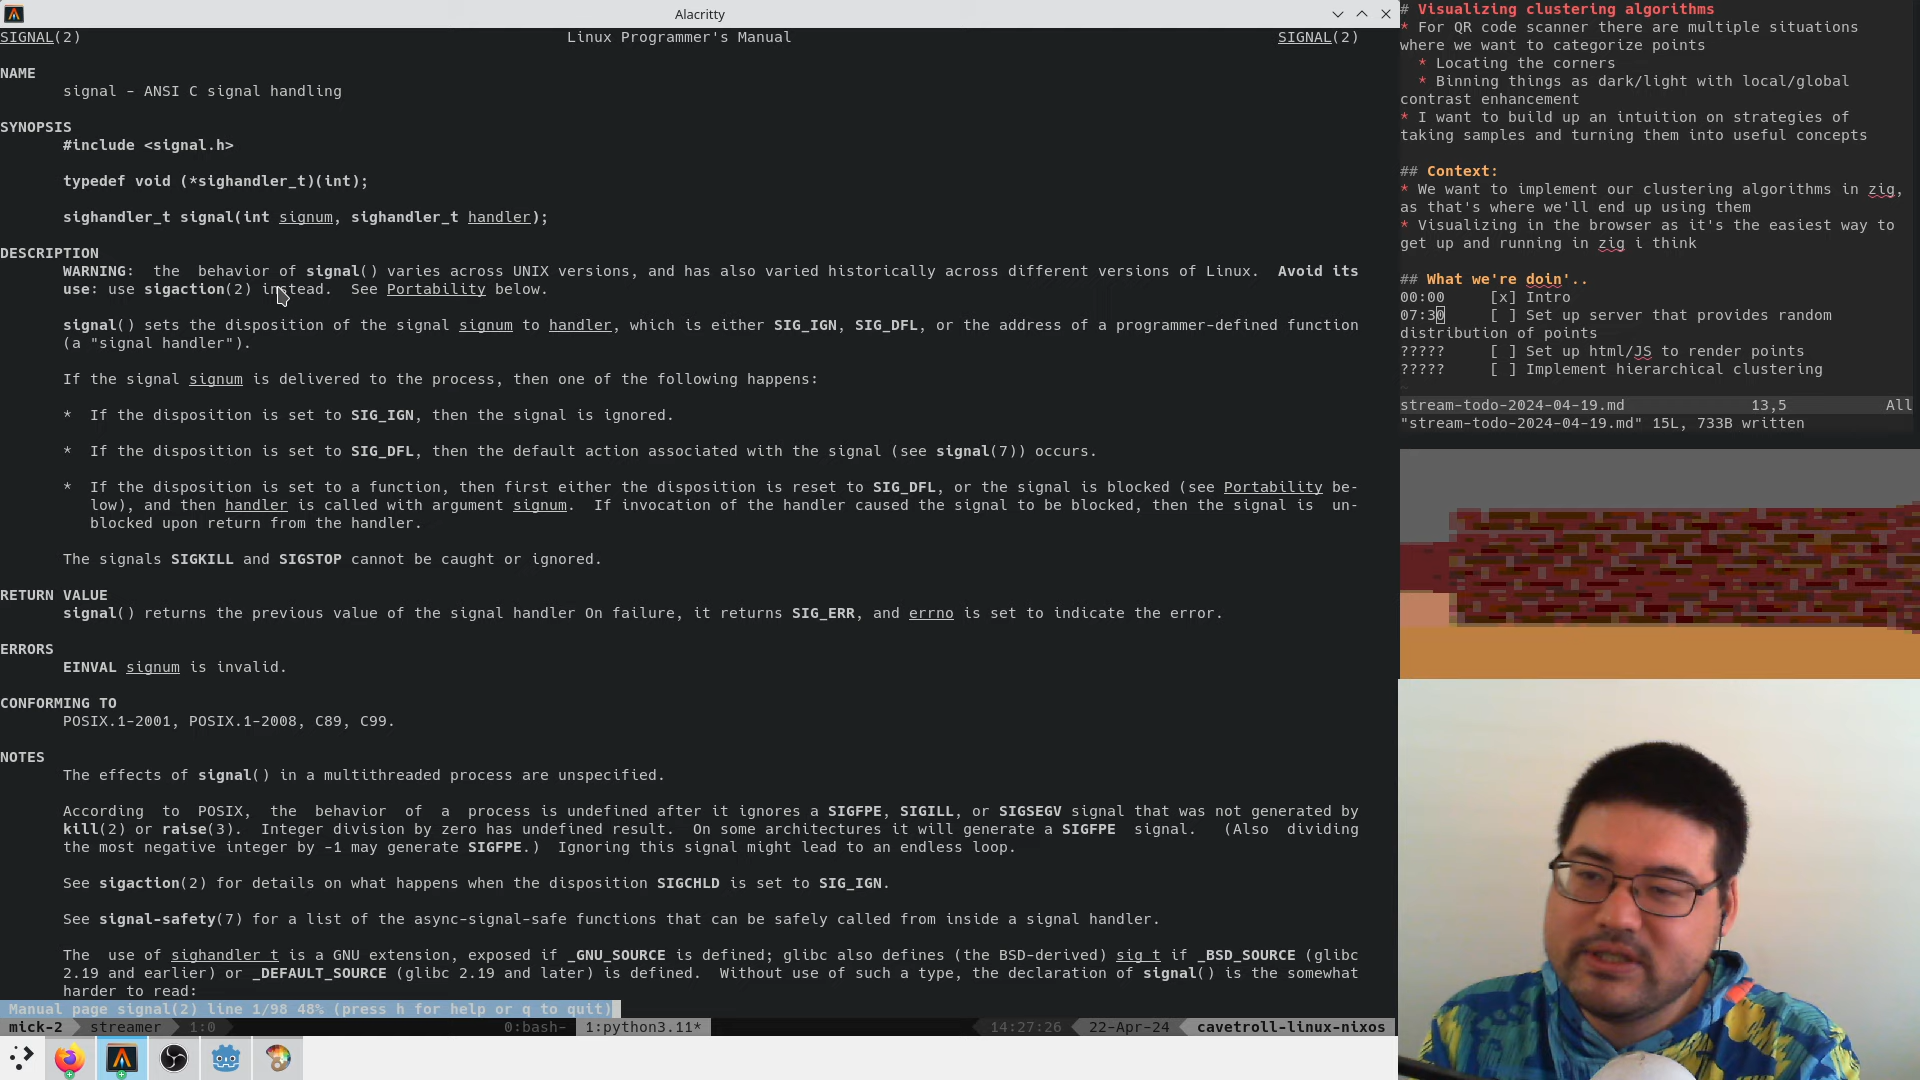 Alacritty
SIGNAL(2) Linux Programmer's Manual SIGNAL(2)
NAME
signal - ANSI C signal handling
SYNOPSIS
#include <signal.h>
typedef void (*sighandler_t)(int);
sighandler_t signal(int signum, sighandler_t handler);
DESCRIPTION
WARNING: the behavior of signal() varies across UNIX versions, and has also varied historically across different versions of Linux. Avoid its
use: use sigaction(2) instead. See Portability below.
signal() sets the disposition of the signal signum to handler, which is either SIG_IGN, SIG_DFL, or the address of a programmer-defined function
(a "signal handler").
If the signal signum is delivered to the process, then one of the following happens:
* If the disposition is set to SIG_IGN, then the signal is ignored.
* If the disposition is set to SIG_DFL, then the default action associated with the signal (see signal(7)) occurs.
* If the disposition is set to a function, then first either the disposition is reset to SIG_DFL, or the signal is blocked (see Portability be-
low), and then handler is called with argument signum. If invocation of the handler caused the signal to be blocked, then the signal is un-
blocked upon return from the handler.
The signals SIGKILL and SIGSTOP cannot be caught or ignored.
RETURN VALUE
signal() returns the previous value of the signal handler On failure, it returns SIG_ERR, and errno is set to indicate the error.
ERRORS
EINVAL signum is invalid.
CONFORMING TO
POSIX.1-2001, POSIX.1-2008, C89, C99.
NOTES
The effects of signal() in a multithreaded process are unspecified.
According to POSIX, the behavior of a process is undefined after it ignores a SIGFPE, SIGILL, or SIGSEGV signal that was not generated by
kill(2) or raise(3). Integer division by zero has undefined result. On some architectures it will generate a SIGFPE signal. (Also dividing
the most negative integer by -1 may generate SIGFPE.) Ignoring this signal might lead to an endless loop.
See sigaction(2) for details on what happens when the disposition SIGCHLD is set to SIG_IGN.
See signal-safety(7) for a list of the async-signal-safe functions that can be safely called from inside a signal handler.
The use of sighandler_t is a GNU extension, exposed if _GNU_SOURCE is defined; glibc also defines (the BSD-derived) sig_t if _BSD_SOURCE (glibc
2.19 and earlier) or _DEFAULT_SOURCE (glibc 2.19 and later) is defined. Without use of such a type, the declaration of signal() is the somewhat
harder to read:
Manual page signal(2) line 1/98 48% (press h for help or q to quit)
mick-2 streamer 1:0 0:bash- 1:python3.11* 14:27:26 22-Apr-24 cavetroll-linux-nixos
# Visualizing clustering algorithms
* For QR code scanner there are multiple situations
where we want to categorize points
* Locating the corners
* Binning things as dark/light with local/global
contrast enhancement
* I want to build up an intuition on strategies of
taking samples and turning them into useful concepts
## Context:
* We want to implement our clustering algorithms in zig,
as that's where we'll end up using them
* Visualizing in the browser as it's the easiest way to
get up and running in zig i think
## What we're doin'..
00:00 [x] Intro
07:30 [ ] Set up server that provides random
distribution of points
????? [ ] Set up html/JS to render points
????? [ ] Implement hierarchical clustering
~
stream-todo-2024-04-19.md 13,5 All
"stream-todo-2024-04-19.md" 15L, 733B written